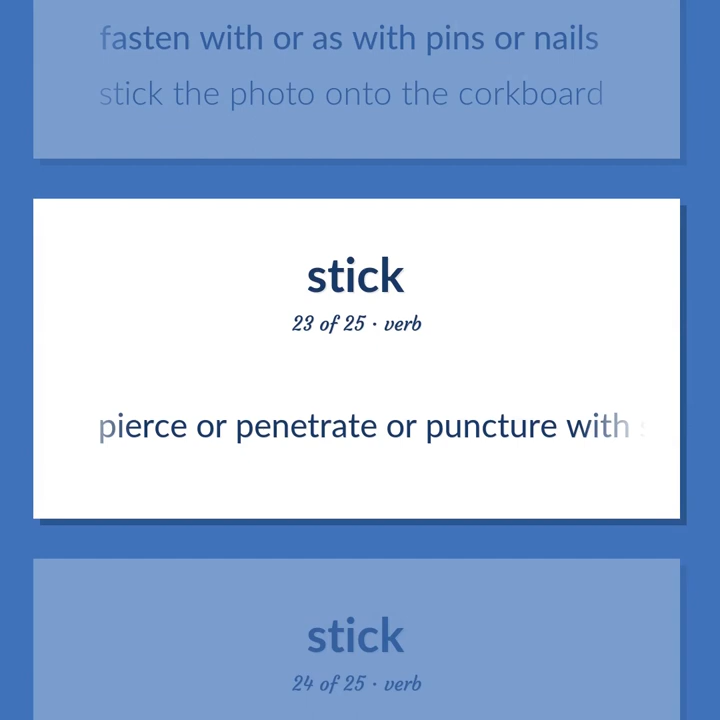 fasten with or as with pins or nails
stick the photo onto the corkboard
stick
23 of 25 · verb
pierce or penetrate or puncture with
stick
24 of 25 · verb